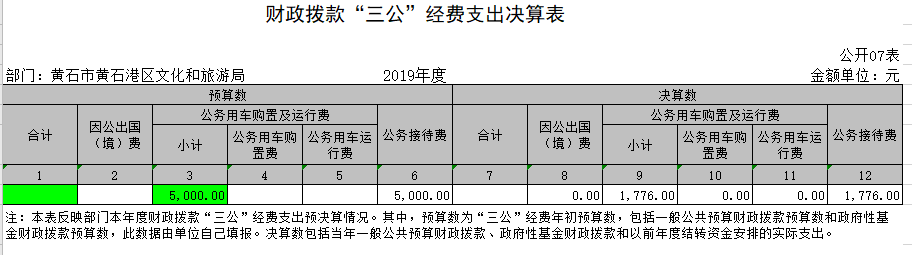 财政拨款“三公”经费支出决算表
公开07表
部门：黄石市黄石港区文化和旅游局 2019年度 金额单位：元
预算数 决算数
合计 因公出国（境）费 公务用车购置及运行费 公务接待费 合计 因公出国（境）费 公务用车购置及运行费 公务接待费
小计 公务用车购置费 公务用车运行费 小计 公务用车购置费 公务用车运行费
1 2 3 4 5 6 7 8 9 10 11 12
5,000.00 5,000.00 0.00 1,776.00 0.00 0.00 1,776.00
注：本表反映部门本年度财政拨款“三公”经费支出预决算情况。其中，预算数为“三公”经费年初预算数，包括一般公共预算财政拨款预算数和政府性基
金财政拨款预算数，此数据由单位自己填报。决算数包括当年一般公共预算财政拨款、政府性基金财政拨款和以前年度结转资金安排的实际支出。